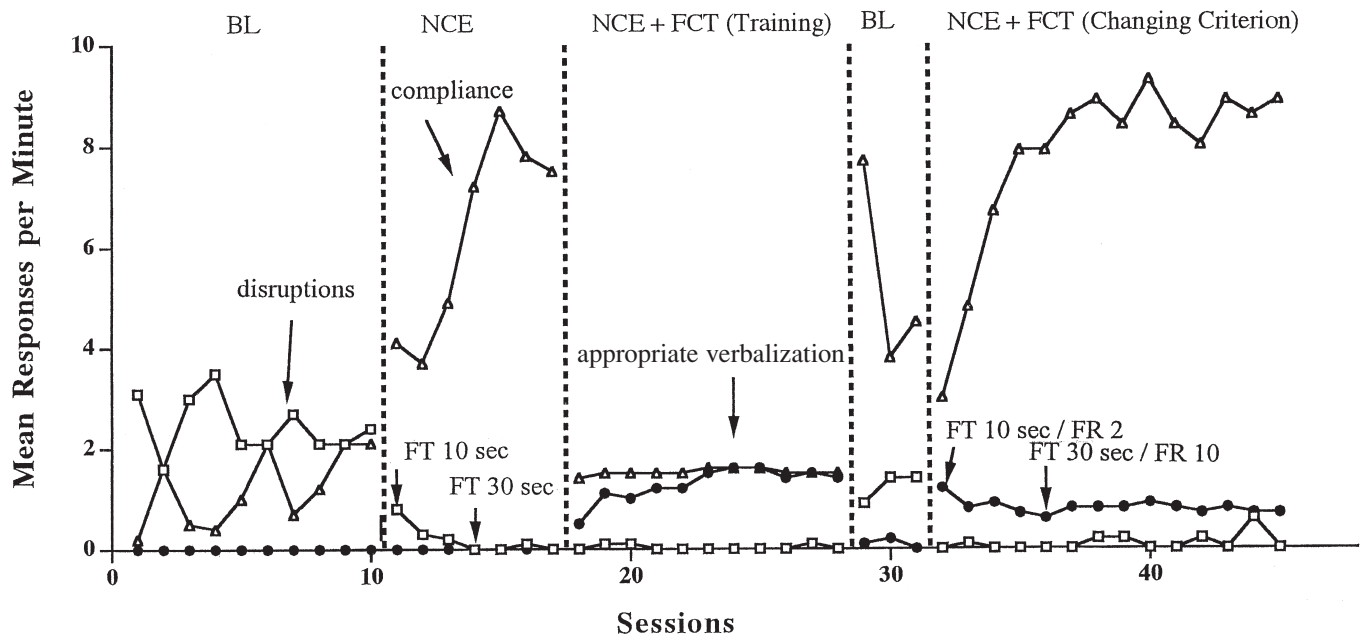 BL
NCE
NCE + FCT (Training)
BL
NCE + FCT (Changing Criterion)
Mean Responses per Minute
10
8
6
4
2
0
compliance
disruptions
appropriate verbalization
FT 10 sec
FT 30 sec
FT 10 sec / FR 2
FT 30 sec / FR 10
0
10
20
30
40
Sessions